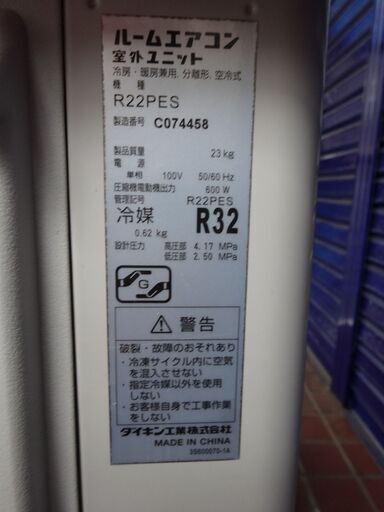 ルームエアコン
室外ユニット
冷房・暖房兼用, 分離形, 空冷式
機 種
R22PES
製造番号 C074458
製品質量 23 kg
電 源
単相 100V 50/60 Hz
圧縮機電動機出力 600 W
管理記号 R22PES
冷媒 R32
0.62 kg
設計圧力 高圧部 4.17 MPa
低圧部 2.50 MPa
G
警告
破裂・故障のおそれあり
・冷凍サイクル内に空気
を混入させない
・指定冷媒以外を使用
しない
・お客様自身で工事作業
をしない
ダイキン工業株式会社
MADE IN CHINA
3S600070-1A